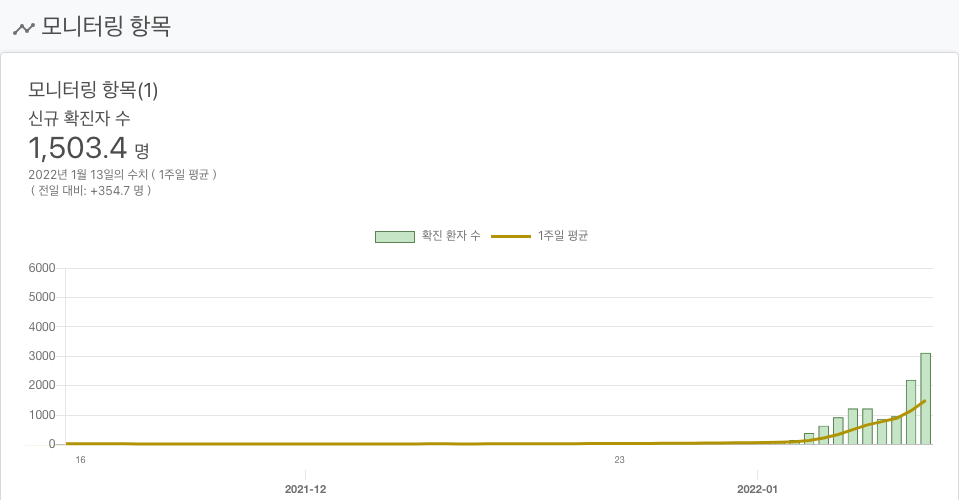 모니터링 항목
모니터링 항목(1)
신규 확진자 수
1,503.4 명
2022년 1월 13일의 수치 ( 1주일 평균 )
( 전일 대비: +354.7 명 )
확진 환자 수 1주일 평균
6000
5000
4000
3000
2000
1000
0
16 23
2021-12 2022-01